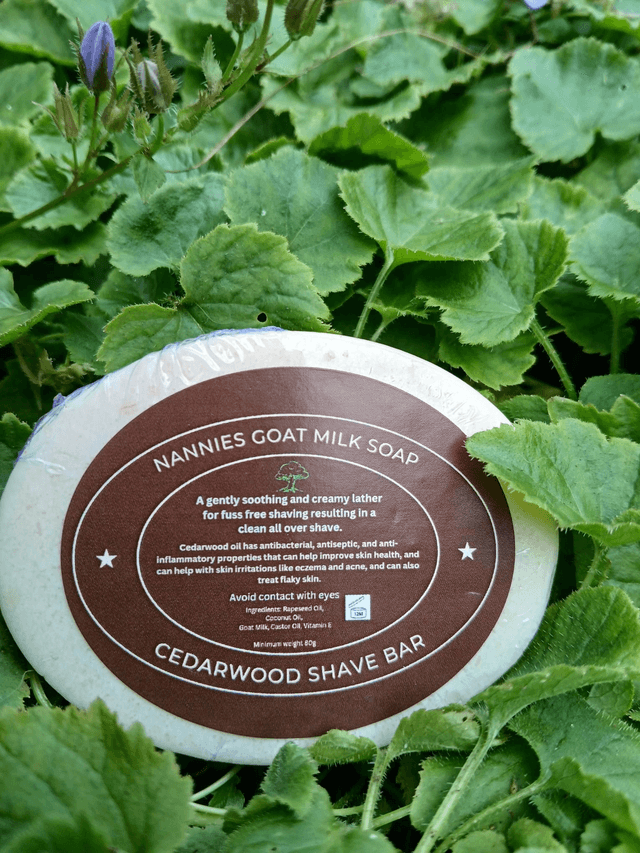 NANNIES GOAT MILK SOAP
A gently soothing and creamy lather
for fuss free shaving resulting in a
clean all over shave.
Cedarwood oil has antibacterial, antiseptic, and anti-
inflammatory properties that can help improve skin health, and
can help with skin irritations like eczema and acne, and can also
treat flaky skin.
Avoid contact with eyes
Ingredients: Rapeseed Oil,
Coconut Oil,
Goat Milk, Castor Oil, Vitamin E
Minimum weight 80g
CEDARWOOD SHAVE BAR